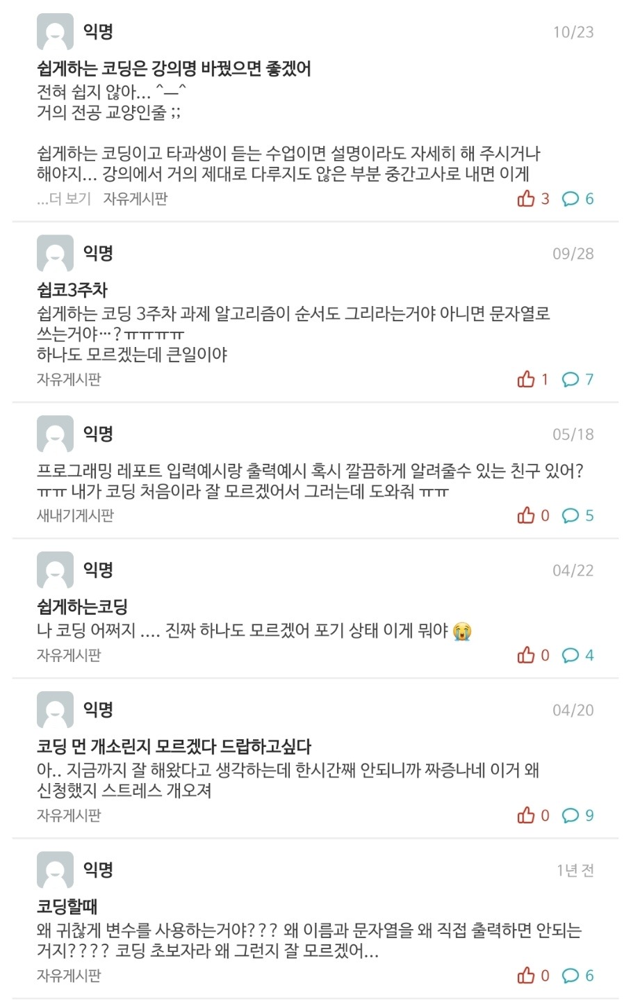 익명
10/23
쉽게하는 코딩은 강의명 바꿨으면 좋겠어
전혀 쉽지 않아... ^—^
거의 전공 교양인줄 ;;
쉽게하는 코딩이고 타과생이 듣는 수업이면 설명이라도 자세히 해 주시거나
해야지... 강의에서 거의 제대로 다루지도 않은 부분 중간고사로 내면 이게
...더 보기 자유게시판 3 6
익명
09/28
쉽코3주차
쉽게하는 코딩 3주차 과제 알고리즘이 순서도 그리라는거야 아니면 문자열로
쓰는거야…?ㅠㅠㅠㅠ
하나도 모르겠는데 큰일이야
자유게시판 1 7
익명
05/18
프로그래밍 레포트 입력예시랑 출력예시 혹시 깔끔하게 알려줄수 있는 친구 있어?
ㅠㅠ 내가 코딩 처음이라 잘 모르겠어서 그러는데 도와줘 ㅠㅠ
새내기게시판 0 5
익명
04/22
쉽게하는코딩
나 코딩 어쩌지 .... 진짜 하나도 모르겠어 포기 상태 이게 뭐야 😭
자유게시판 0 4
익명
04/20
코딩 먼 개소린지 모르겠다 드랍하고싶다
아.. 지금까지 잘 해왔다고 생각하는데 한시간째 안되니까 짜증나네 이거 왜
신청했지 스트레스 개오져
자유게시판 0 9
익명
1년 전
코딩할때
왜 귀찮게 변수를 사용하는거야??? 왜 이름과 문자열을 왜 직접 출력하면 안되는
거지???? 코딩 초보자라 왜 그런지 잘 모르겠어...
자유게시판 0 6